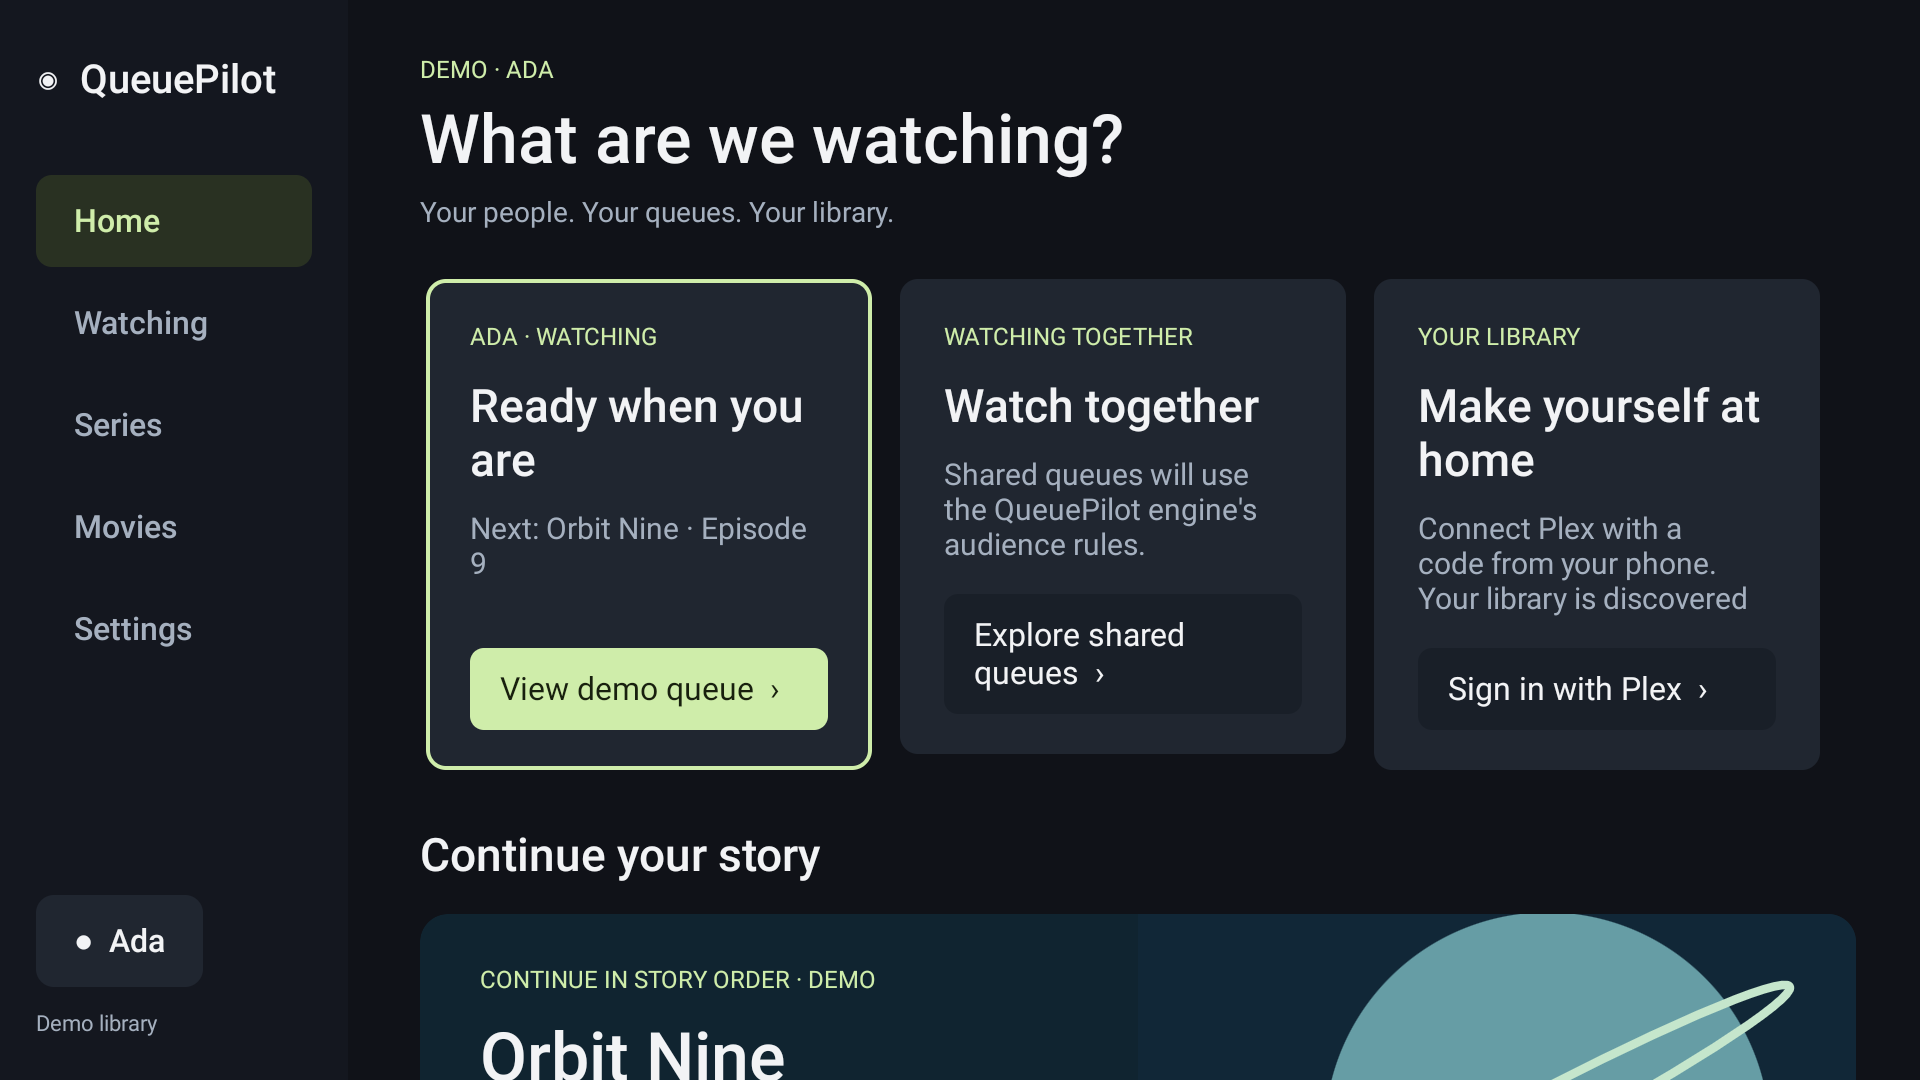 QueuePilot
Home
Watching
Series
Movies
Settings
Ada
Demo library
DEMO · ADA
What are we watching?
Your people. Your queues. Your library.
ADA · WATCHING
Ready when you
are
Next: Orbit Nine · Episode
9
View demo queue ›
WATCHING TOGETHER
Watch together
Shared queues will use
the QueuePilot engine's
audience rules.
Explore shared
queues ›
YOUR LIBRARY
Make yourself at
home
Connect Plex with a
code from your phone.
Your library is discovered
Sign in with Plex ›
Continue your story
CONTINUE IN STORY ORDER · DEMO
Orbit Nine